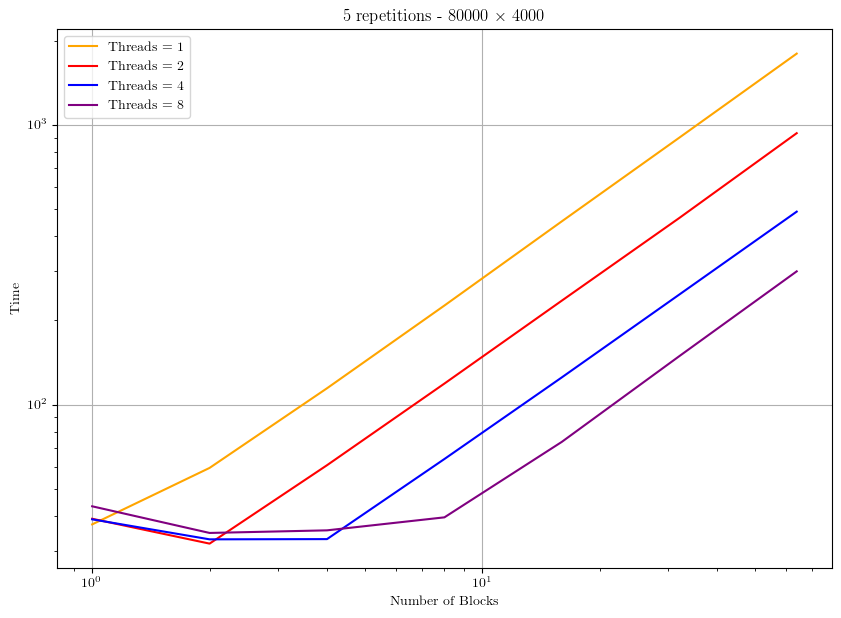 5 repetitions - 80000 × 4000
Threads = 1
Threads = 2
Threads = 4
Threads = 8
10³
10²
Time
10⁰
10¹
Number of Blocks